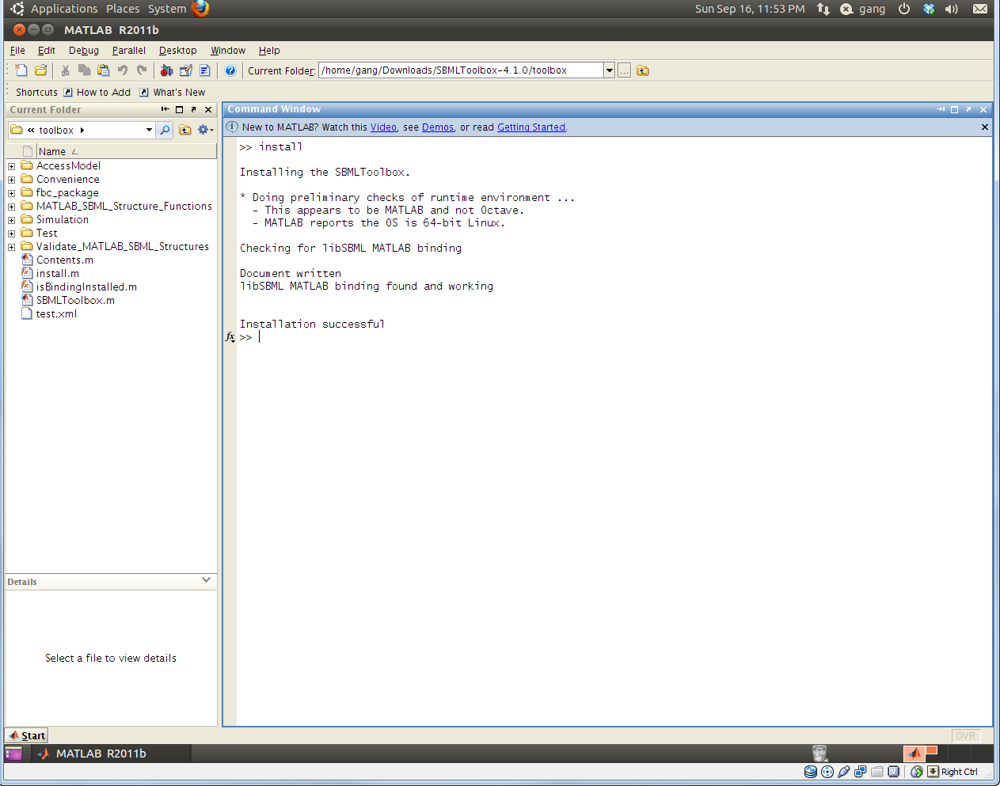 Applications Places System Sun Sep 16, 11:53 PM gang
MATLAB R2011b
File Edit Debug Parallel Desktop Window Help
Current Folder: /home/gang/Downloads/SBMLToolbox-4.1.0/toolbox ...
Shortcuts How to Add What's New
Current Folder
« toolbox
Name
AccessModel
Convenience
fbc_package
MATLAB_SBML_Structure_Functions
Simulation
Test
Validate_MATLAB_SBML_Structures
Contents.m
install.m
isBindingInstalled.m
SBMLToolbox.m
test.xml
Details
Select a file to view details
Command Window
New to MATLAB? Watch this Video, see Demos, or read Getting Started.
>> install
Installing the SBMLToolbox.
* Doing preliminary checks of runtime environment ...
- This appears to be MATLAB and not Octave.
- MATLAB reports the OS is 64-bit Linux.
Checking for libSBML MATLAB binding
Document written
libSBML MATLAB binding found and working
Installation successful
fx >>
Start OVR
MATLAB R2011b
Right Ctrl